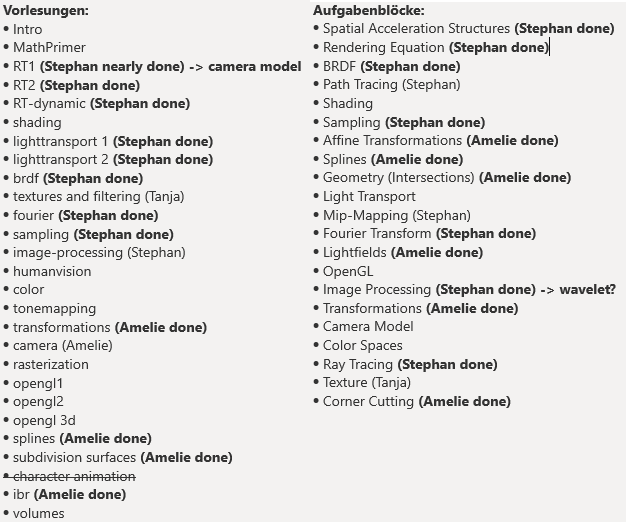 Vorlesungen:
• Intro
• MathPrimer
• RT1 (Stephan nearly done) -> camera model
• RT2 (Stephan done)
• RT-dynamic (Stephan done)
• shading
• lighttransport 1 (Stephan done)
• lighttransport 2 (Stephan done)
• brdf (Stephan done)
• textures and filtering (Tanja)
• fourier (Stephan done)
• sampling (Stephan done)
• image-processing (Stephan)
• humanvision
• color
• tonemapping
• transformations (Amelie done)
• camera (Amelie)
• rasterization
• opengl1
• opengl2
• opengl 3d
• splines (Amelie done)
• subdivision surfaces (Amelie done)
• character animation
• ibr (Amelie done)
• volumes
Aufgabenblöcke:
• Spatial Acceleration Structures (Stephan done)
• Rendering Equation (Stephan done)
• BRDF (Stephan done)
• Path Tracing (Stephan)
• Shading
• Sampling (Stephan done)
• Affine Transformations (Amelie done)
• Splines (Amelie done)
• Geometry (Intersections) (Amelie done)
• Light Transport
• Mip-Mapping (Stephan)
• Fourier Transform (Stephan done)
• Lightfields (Amelie done)
• OpenGL
• Image Processing (Stephan done) -> wavelet?
• Transformations (Amelie done)
• Camera Model
• Color Spaces
• Ray Tracing (Stephan done)
• Texture (Tanja)
• Corner Cutting (Amelie done)